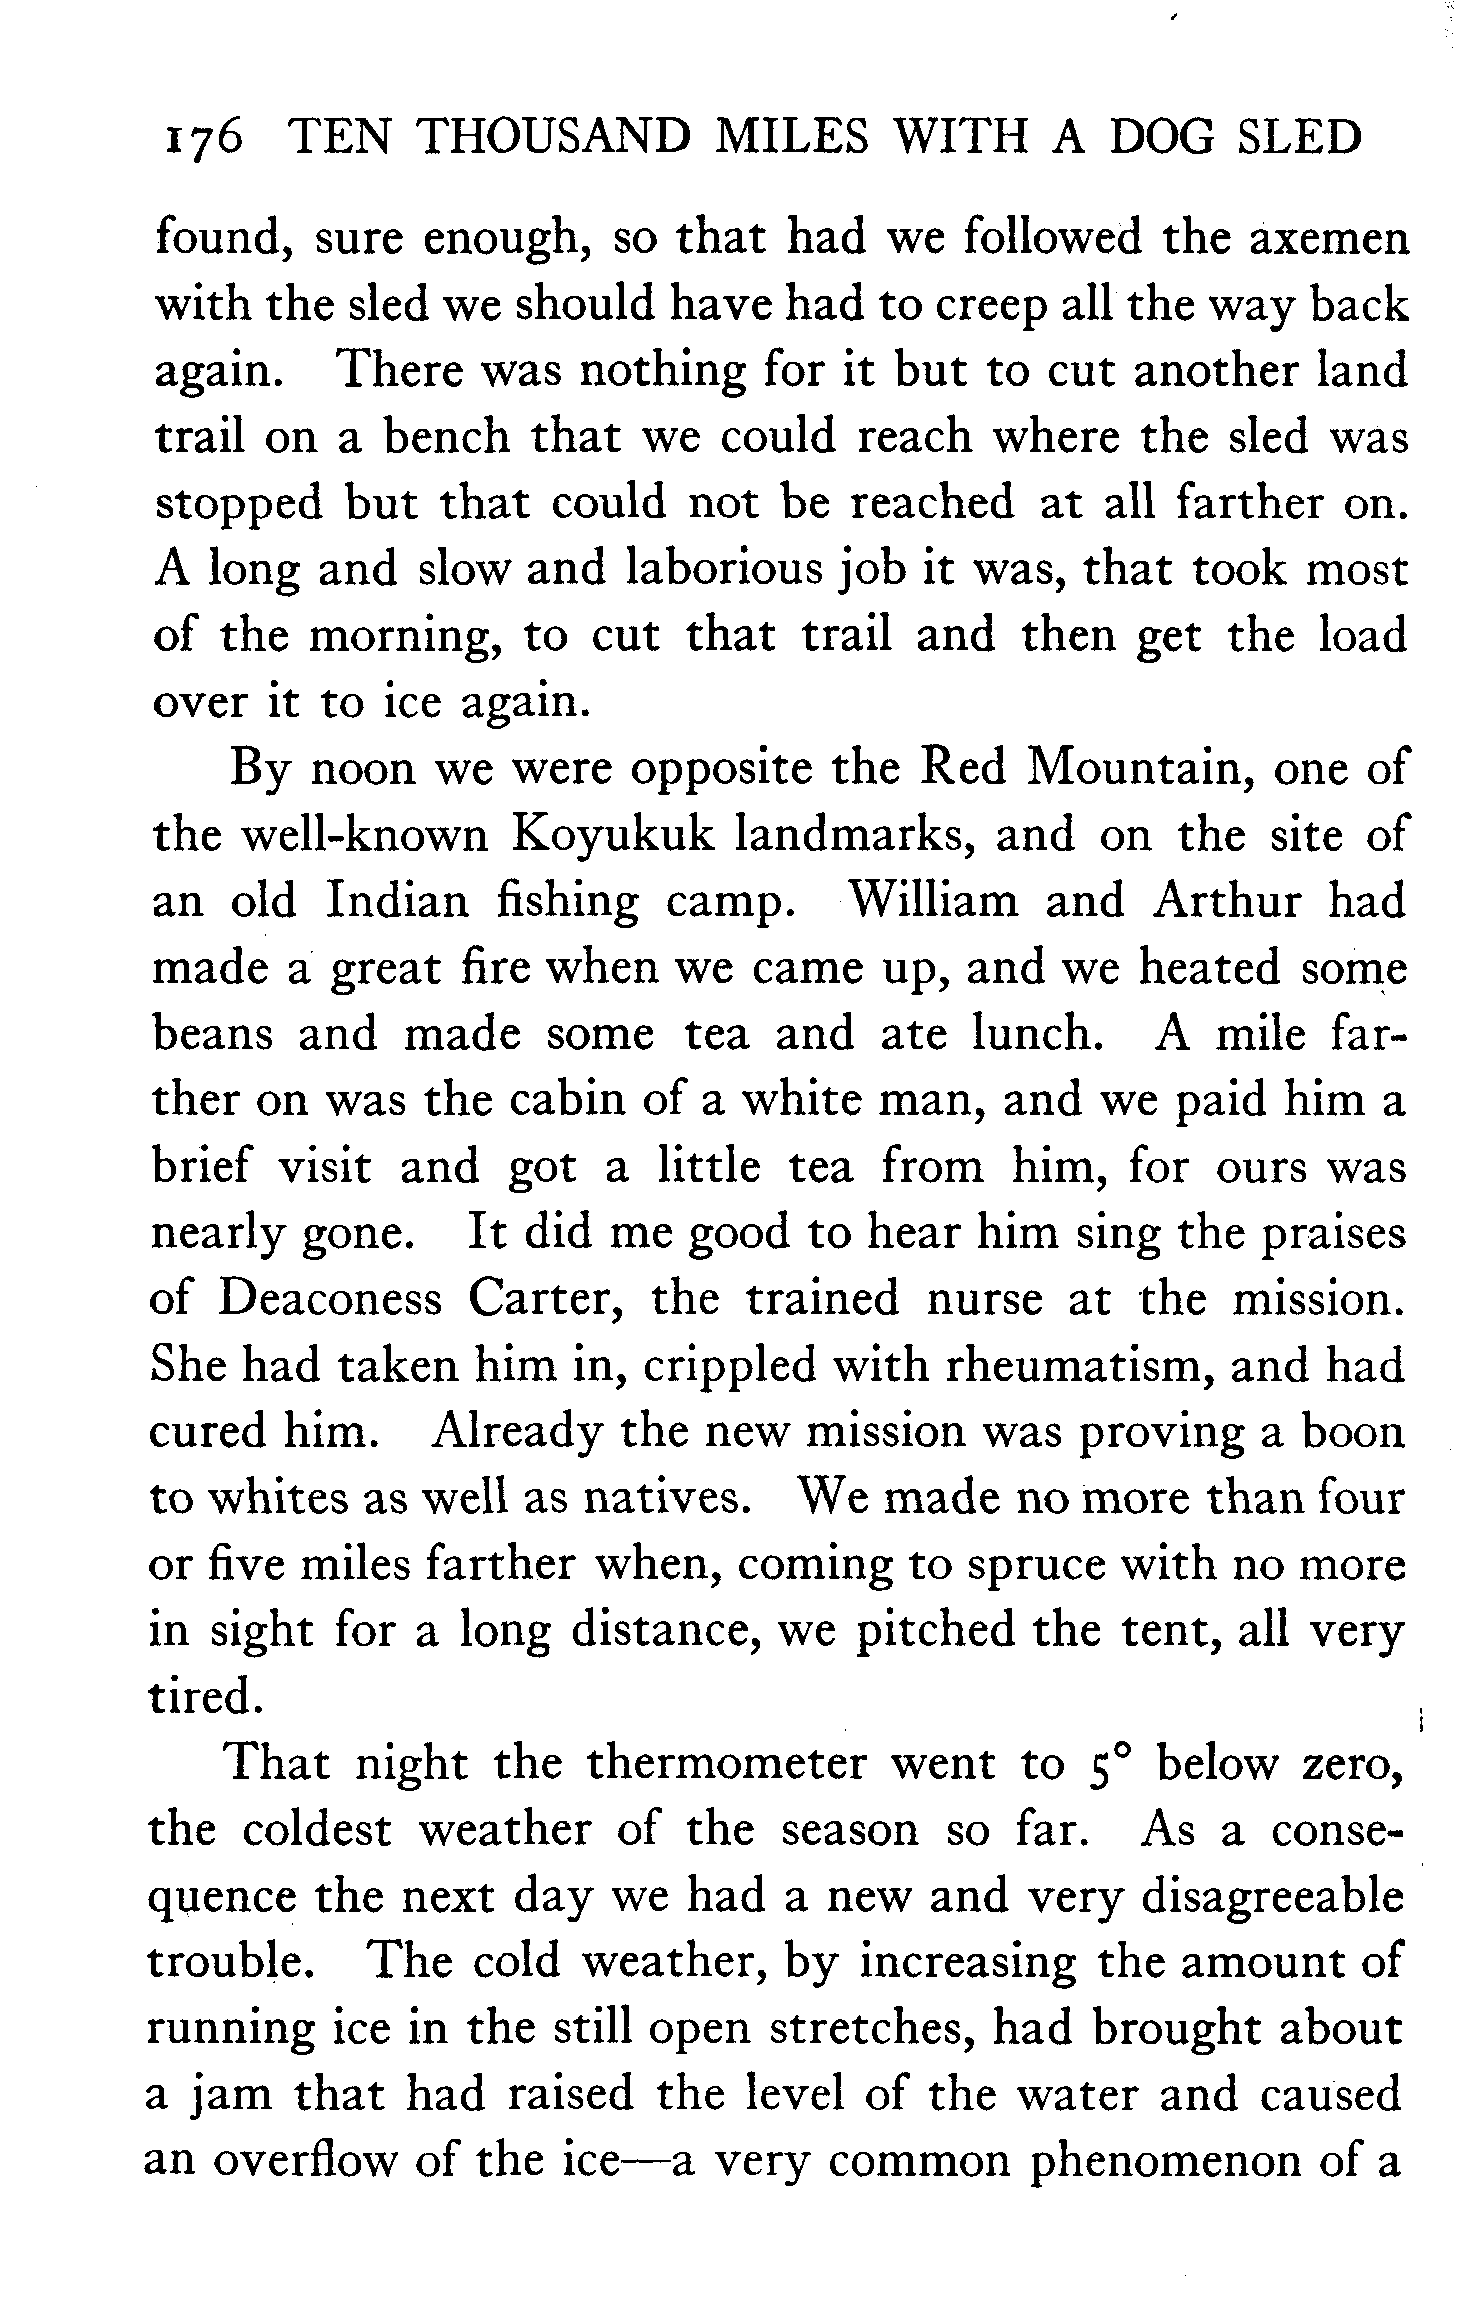 176 TEN THOUSAND MILES WITH A DOG SLED
found, sure enough, so that had we followed the axemen
with the sled we should have had to creep all the way back
again. There was nothing for it but to cut another land
trail on a bench that we could reach where the sled was
stopped but that could not be reached at all farther on.
A long and slow and laborious job it was, that took most
of the morning, to cut that trail and then get the load
over it to ice again.
By noon we were opposite the Red Mountain, one of
the well-known Koyukuk landmarks, and on the site of
an old Indian fishing camp. William and Arthur had
made a great fire when we came up, and we heated some
beans and made some tea and ate lunch. A mile far-
ther on was the cabin of a white man, and we paid him a
brief visit and got a little tea from him, for ours was
nearly gone. It did me good to hear him sing the praises
of Deaconess Carter, the trained nurse at the mission.
She had taken him in, crippled with rheumatism, and had
cured him. Already the new mission was proving a boon
to whites as well as natives. We made no more than four
or five miles farther when, coming to spruce with no more
in sight for a long distance, we pitched the tent, all very
tired.
That night the thermometer went to 5° below zero,
the coldest weather of the season so far. As a conse-
quence the next day we had a new and very disagreeable
trouble. The cold weather, by increasing the amount of
running ice in the still open stretches, had brought about
a jam that had raised the level of the water and caused
an overflow of the ice—a very common phenomenon of a